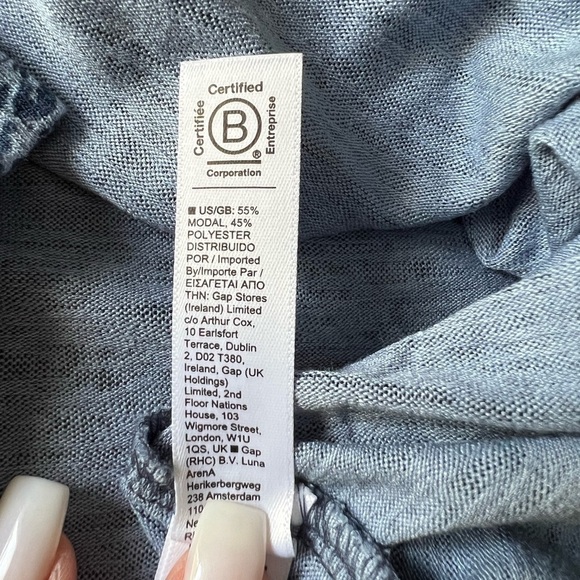 Certified
Certifiée
B
®
Entreprise
Corporation
US/GB: 55%
MODAL, 45%
POLYESTER
DISTRIBUIDO
POR / Imported
By/Importe Par /
ΕΙΣΑΓΕΤΑΙ ΑΠΟ
ΤΗΝ: Gap Stores
(Ireland) Limited
c/o Arthur Cox,
10 Earlsfort
Terrace, Dublin
2, D02 T380,
Ireland, Gap (UK
Holdings)
Limited, 2nd
Floor Nations
House, 103
Wigmore Street,
London, W1U
1QS, UK ■ Gap
(RHC) B.V. Luna
ArenA
Herikerbergweg
238 Amsterdam
110
Ne